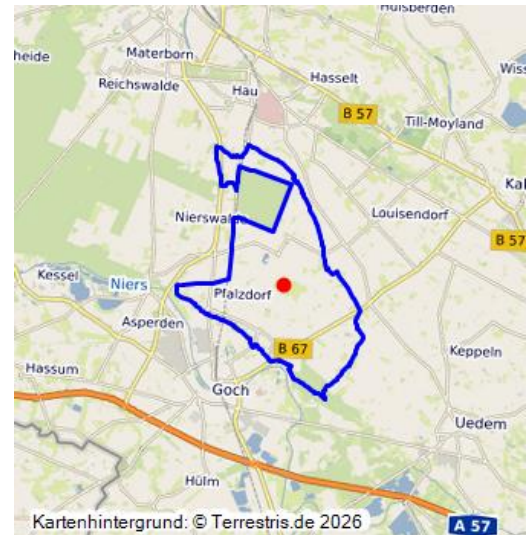 Huisberden
heide
Materborn
Hasselt
Wiss
Reichswalde
Hau
B 57
Till-Moyland
Kal
Nierswalde
Louisendorf
B 57
Kessel
Niers
Pfalzdorf
Asperden
B 67
Keppeln
Hassum
Goch
Uedem
Hülm
A 57
Kartenhintergrund: © Terrestris.de 2026